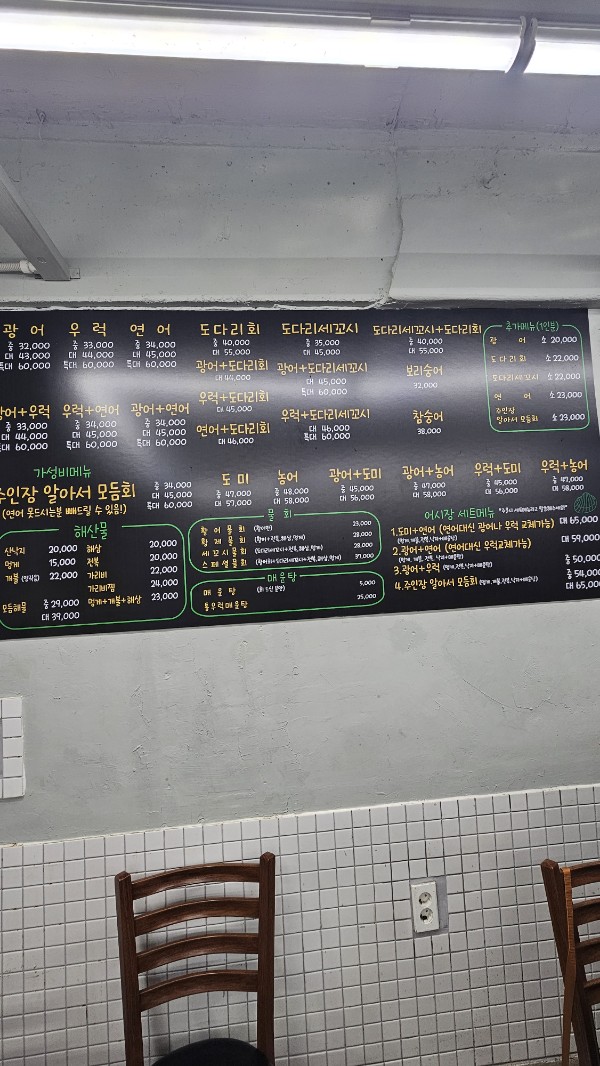 광 어
중 32,000
대 43,000
특대 60,000
우 럭
중 33,000
대 44,000
특대 60,000
연 어
중 34,000
대 45,000
특대 60,000
도다리회
중 40,000
대 55,000
도다리세꼬시
중 35,000
대 45,000
도다리세꼬시+도다리회
중 40,000
대 55,000
광어+도다리회
대 44,000
광어+도다리세꼬시
대 45,000
특대 60,000
보리숭어
32,000
광어+우럭
중 33,000
대 44,000
특대 60,000
우럭+연어
중 34,000
대 45,000
특대 60,000
광어+연어
중 34,000
대 45,000
특대 60,000
우럭+도다리회
대 45,000
연어+도다리회
대 46,000
우럭+도다리세꼬시
대 46,000
특대 60,000
참숭어
38,000
추가메뉴(1인분)
광 어 소 20,000
도다리회 소 22,000
도다리세꼬시 소 22,000
연 어 소 23,000
주인장
알아서 모듬회 소 23,000
가성비메뉴
주인장 알아서 모듬회
(연어 못드시는분 빼드릴 수 있음!)
중 34,000
대 45,000
특대 60,000
도 미
중 47,000
대 57,000
농어
중 48,000
대 58,000
광어+도미
중 45,000
대 56,000
광어+농어
중 47,000
대 58,000
우럭+도미
중 45,000
대 56,000
우럭+농어
중 47,000
대 58,000
해산물
산낙지 20,000
멍게 15,000
개불 22,000
모듬해물 중 29,000
대 39,000
해삼 20,000
전복 20,000
가리비 22,000
가리비찜 24,000
멍게+개불+해삼 23,000
물 회
황 어 물 회 23,000
황 제 물 회 28,000
세 꼬 시 물 회 28,000
스 페 셜 물 회 37,000
매운탕
매 운 탕 5,000
통우럭매운탕 25,000
어시장 세트메뉴
1.도미+연어 (연어대신 광어나 우럭 교체가능) 대 65,000
2.광어+연어 (연어대신 우럭교체가능) 대 59,000
3.광어+우럭 중 50,000
대 54,000
4.주인장 알아서 모듬회 대 65,000